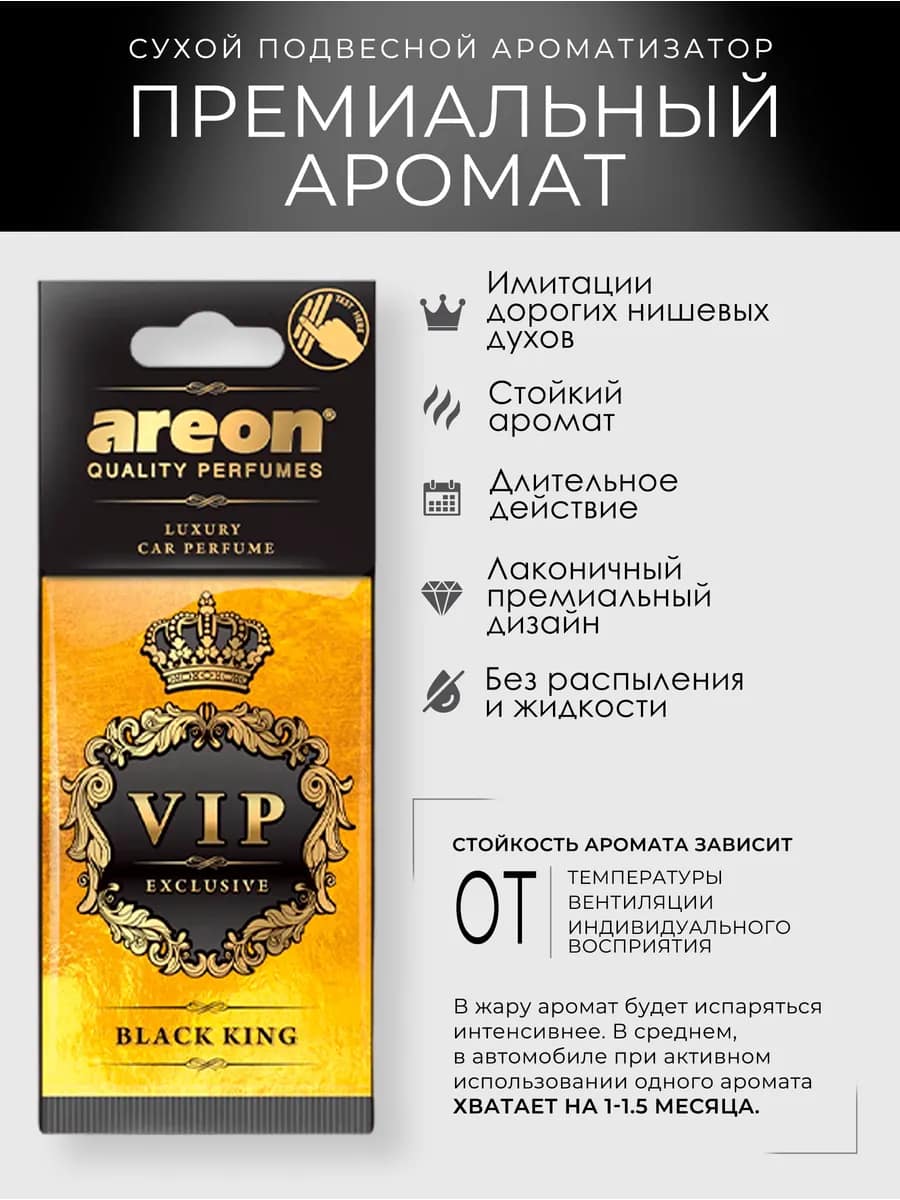 СУХОЙ ПОДВЕСНОЙ АРОМАТИЗАТОР
ПРЕМИАЛЬНЫЙ
АРОМАТ
TEST HERE
areon®
QUALITY PERFUMES
LUXURY
CAR PERFUME
VIP
EXCLUSIVE
BLACK KING
Имитации
дорогих нишевых
духов
Стойкий
аромат
Длительное
действие
Лаконичный
премиальный
дизайн
Без распыления
и жидкости
СТОЙКОСТЬ АРОМАТА ЗАВИСИТ
ОТ
ТЕМПЕРАТУРЫ
ВЕНТИЛЯЦИИ
ИНДИВИДУАЛЬНОГО
ВОСПРИЯТИЯ
В жару аромат будет испаряться
интенсивнее. В среднем,
в автомобиле при активном
использовании одного аромата
ХВАТАЕТ НА 1-1.5 МЕСЯЦА.